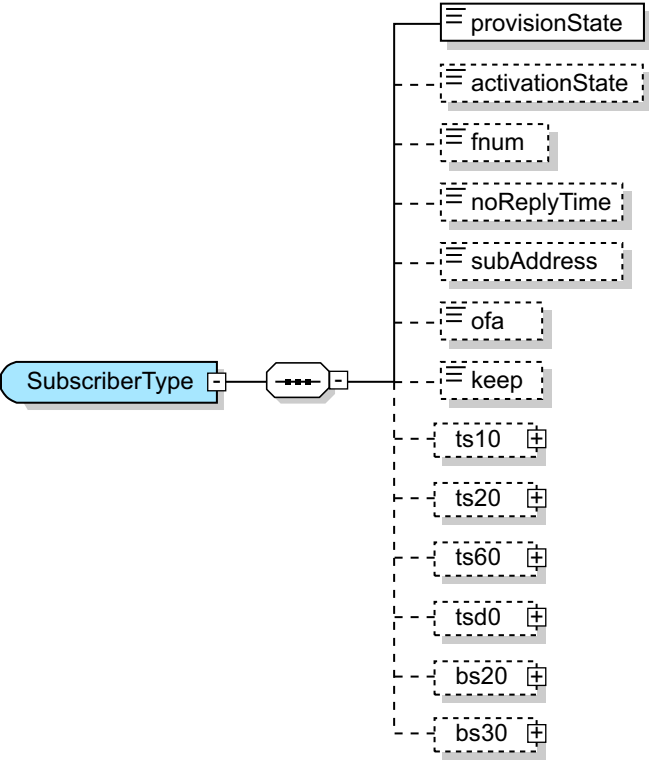 provisionState
activationState
fnum
noReplyTime
subAddress
ofa
SubscriberType
keep
ts10
ts20
ts60
tsd0
bs20
bs30